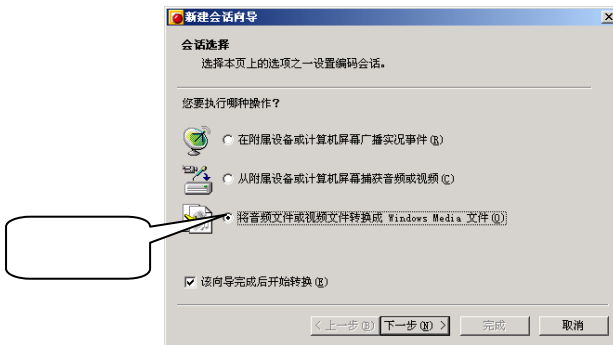 新建会话向导
会话选择
选择本页上的选项之一设置编码会话。
您要执行哪种操作?
在附属设备或计算机屏幕广播实况事件(B)
从附属设备或计算机屏幕捕获音频或视频(C)
将音频文件或视频文件转换成 Windows Media 文件(O)
该向导完成后开始转换(E)
< 上一步(B) 下一步(N) > 完成 取消